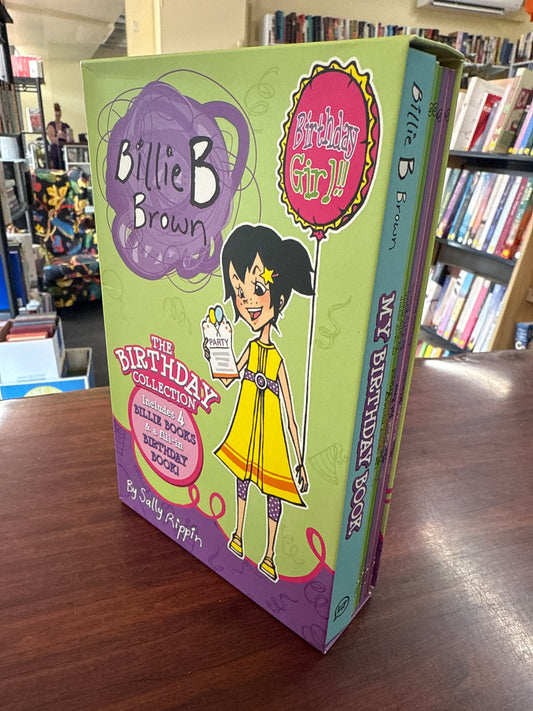 Billie B
Brown
Birthday
Girl!!
PARTY
THE
BIRTHDAY
COLLECTION
Includes 4
BILLIE BOOKS
& a fill-in
BIRTHDAY
BOOK!
By Sally Rippin
Billie B Brown
MY BIRTHDAY BOOK